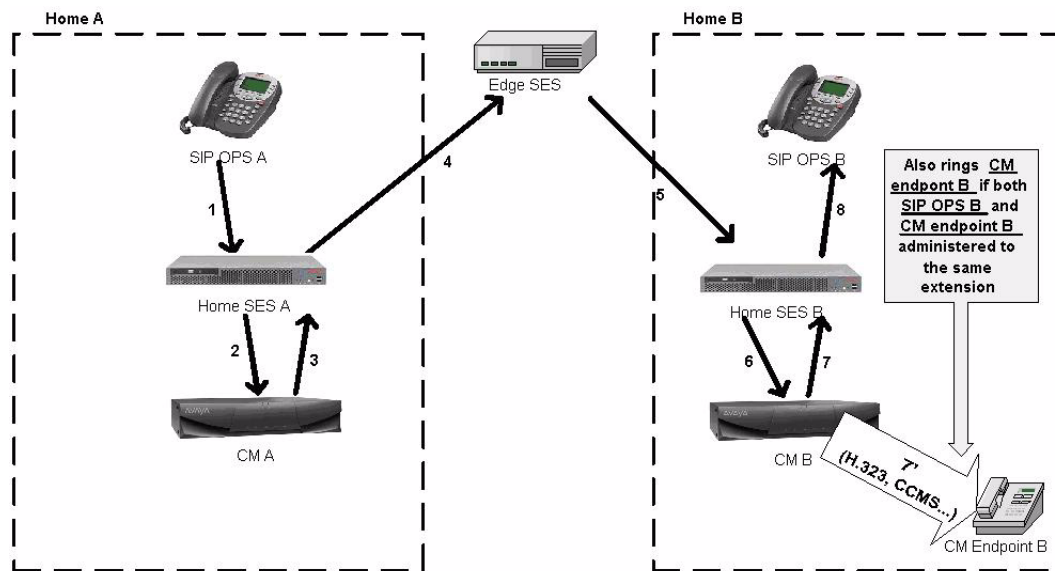 Home A
Home B
Edge SES
SIP OPS A
SIP OPS B
4
5
1
8
Also rings CM
endpont B if both
SIP OPS B and
CM endpoint B
administered to
the same
extension
Home SES A
Home SES B
2
3
6
7
AVAYA
AVAYA
CM A
CM B
7'
(H.323, CCMS...)
CM Endpoint B